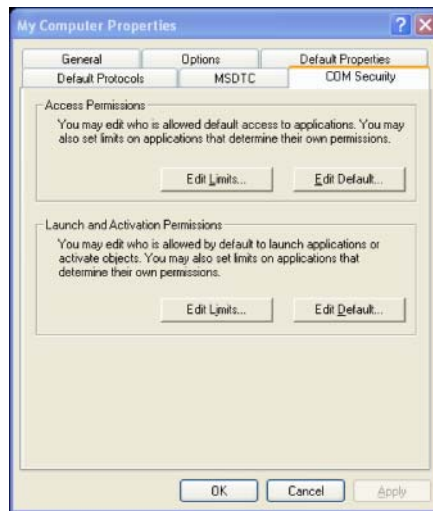 My Computer Properties
General Options Default Properties
Default Protocols MSDTC COM Security
Access Permissions
You may edit who is allowed default access to applications. You may
also set limits on applications that determine their own permissions.
Edit Limits... Edit Default...
Launch and Activation Permissions
You may edit who is allowed by default to launch applications or
activate objects. You may also set limits on applications that
determine their own permissions.
Edit Limits... Edit Default...
OK Cancel Apply